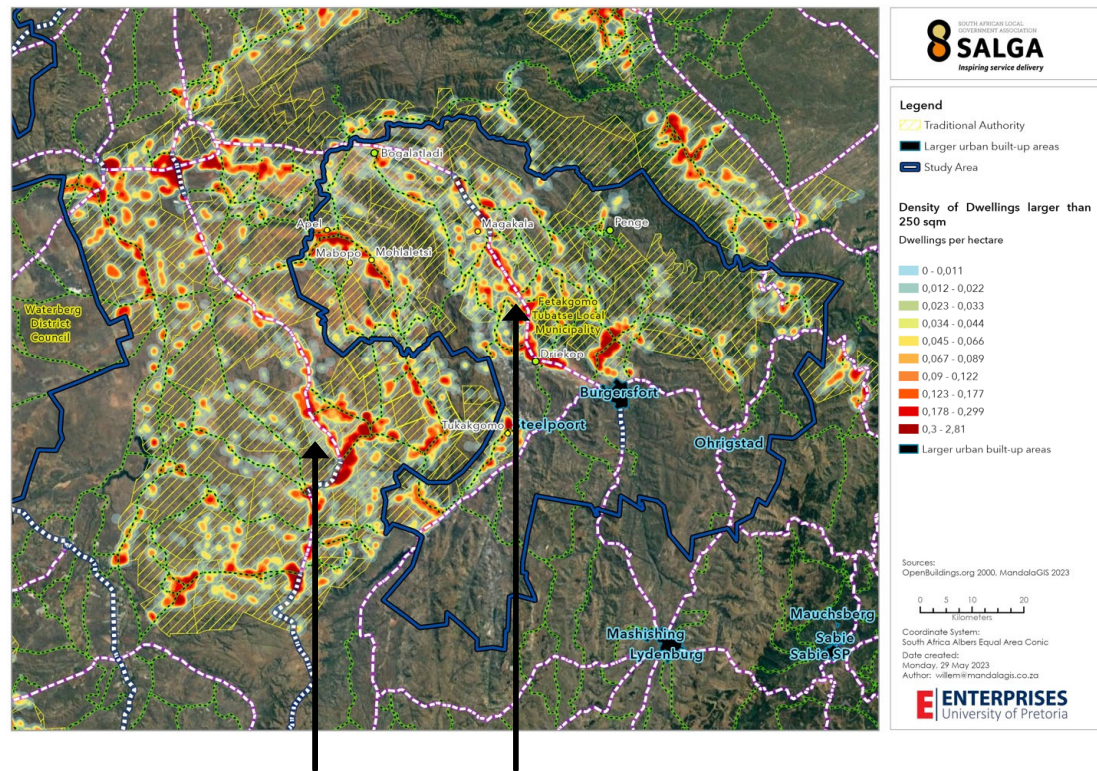 Bogalatladi
Apel
Magakala
Penge
Mabopo
Mohlaletsi
Waterberg
District
Council
Fetakgomo
Tubatse Local
Municipality
Driekop
Burgersfort
Tukakgomo
Steelpoort
Ohrigstad
Mashishing
Lydenburg
Mauchsberg
Sabie
Sabie SP
SOUTH AFRICAN LOCAL
GOVERNMENT ASSOCIATION
SALGA
Inspiring service delivery
Legend
Traditional Authority
Larger urban built-up areas
Study Area
Density of Dwellings larger than
250 sqm
Dwellings per hectare
0 - 0,011
0,012 - 0,022
0,023 - 0,033
0,034 - 0,044
0,045 - 0,066
0,067 - 0,089
0,09 - 0,122
0,123 - 0,177
0,178 - 0,299
0,3 - 2,81
Larger urban built-up areas
Sources:
OpenBuildings.org 2000, MandalaGIS 2023
0 5 10 20
Kilometers
Coordinate System:
South Africa Albers Equal Area Conic
Date created:
Monday, 29 May 2023
Author: willem@mandalagis.co.za
E ENTERPRISES
University of Pretoria